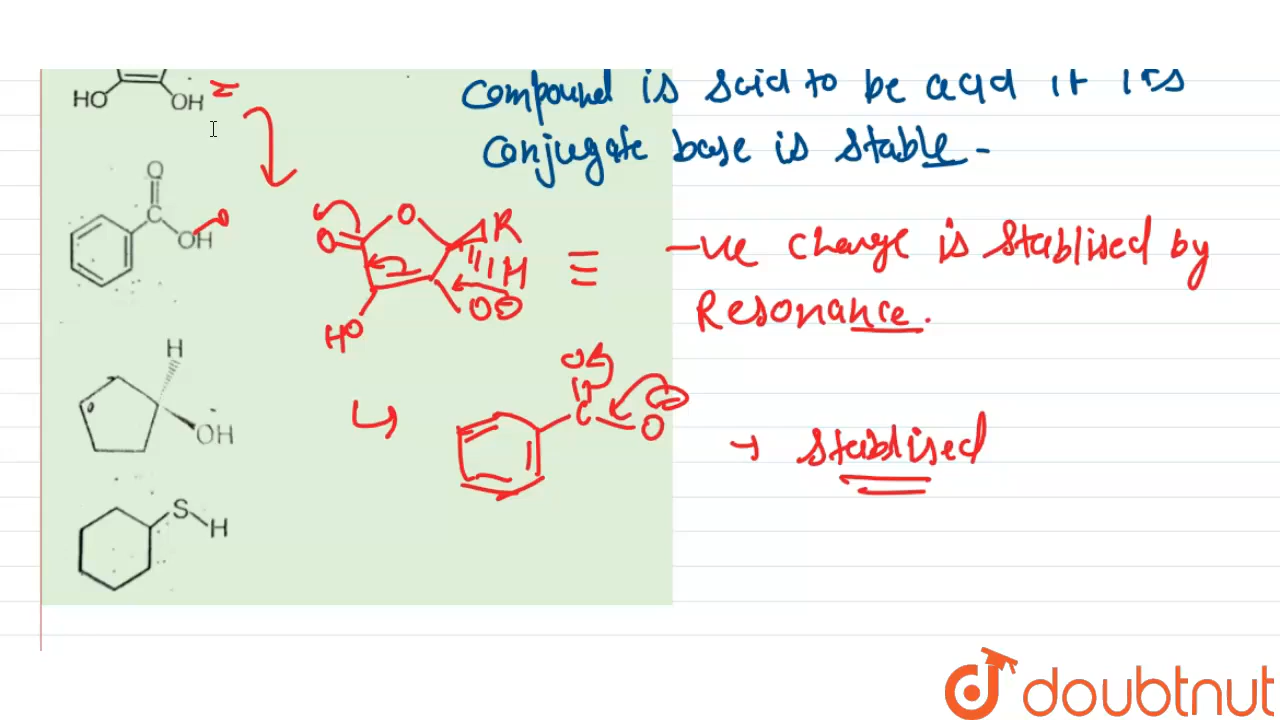 HO OH =
Compound is said to be acid if its
Conjugate base is stable -
O
C
OH
O R
O H
HO O⊖
≡ -ve Charge is Stablised by
Resonance.
H
OH
O
C O
→ Stablised
S
H
doubtnut